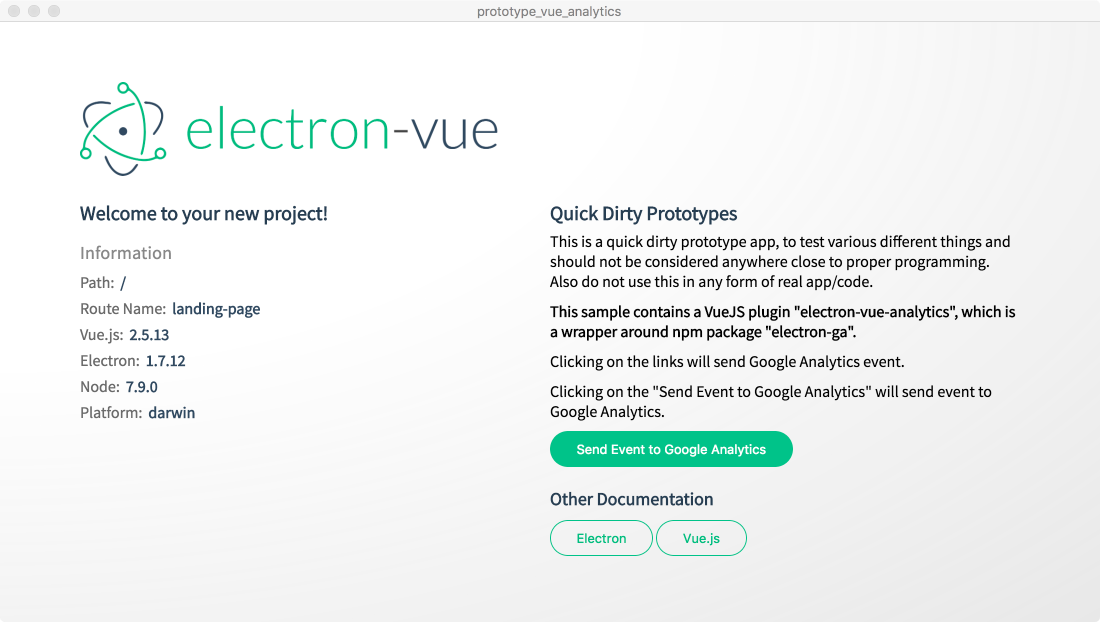 prototype_vue_analytics
electron-vue
Welcome to your new project!
Information
Path: /
Route Name: landing-page
Vue.js: 2.5.13
Electron: 1.7.12
Node: 7.9.0
Platform: darwin
Quick Dirty Prototypes
This is a quick dirty prototype app, to test various different things and
should not be considered anywhere close to proper programming.
Also do not use this in any form of real app/code.
This sample contains a VueJS plugin "electron-vue-analytics", which is
a wrapper around npm package "electron-ga".
Clicking on the links will send Google Analytics event.
Clicking on the "Send Event to Google Analytics" will send event to
Google Analytics.
Send Event to Google Analytics
Other Documentation
Electron
Vue.js